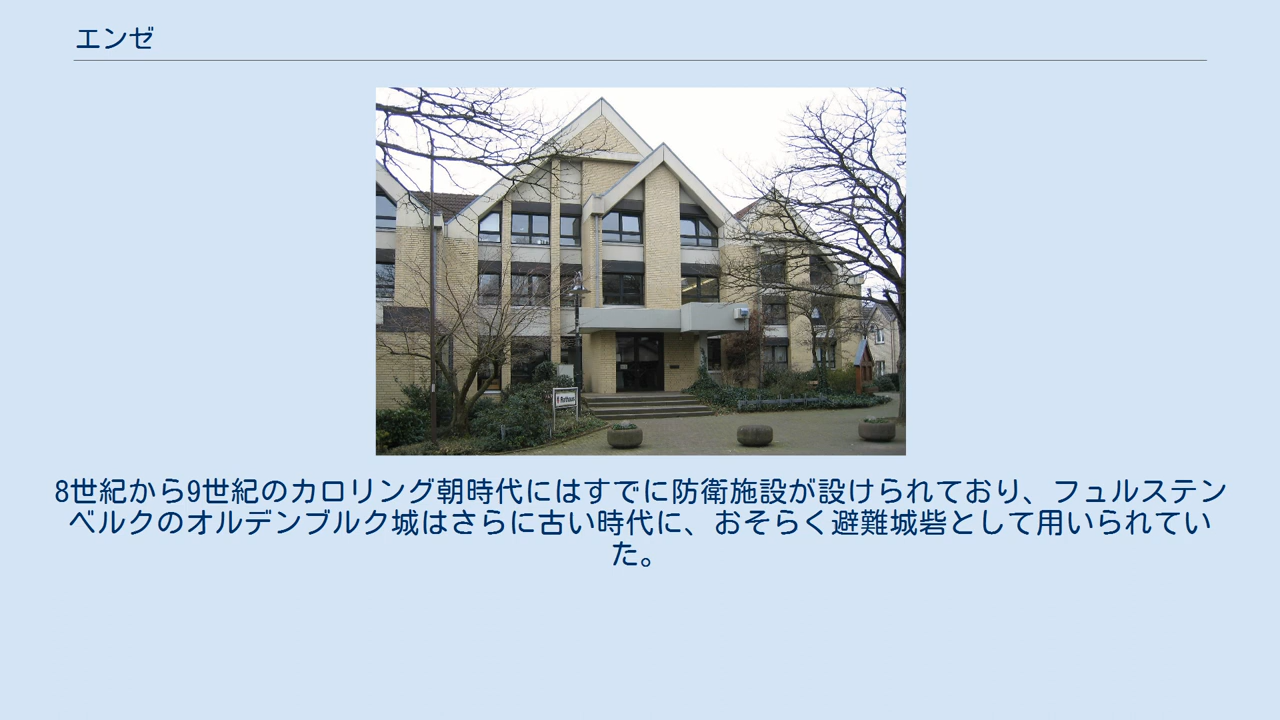 エンゼ
Rathaus
8世紀から9世紀のカロリング朝時代にはすでに防衛施設が設けられており、フュルステン
ベルクのオルデンブルク城はさらに古い時代に、おそらく避難城砦として用いられてい
た。